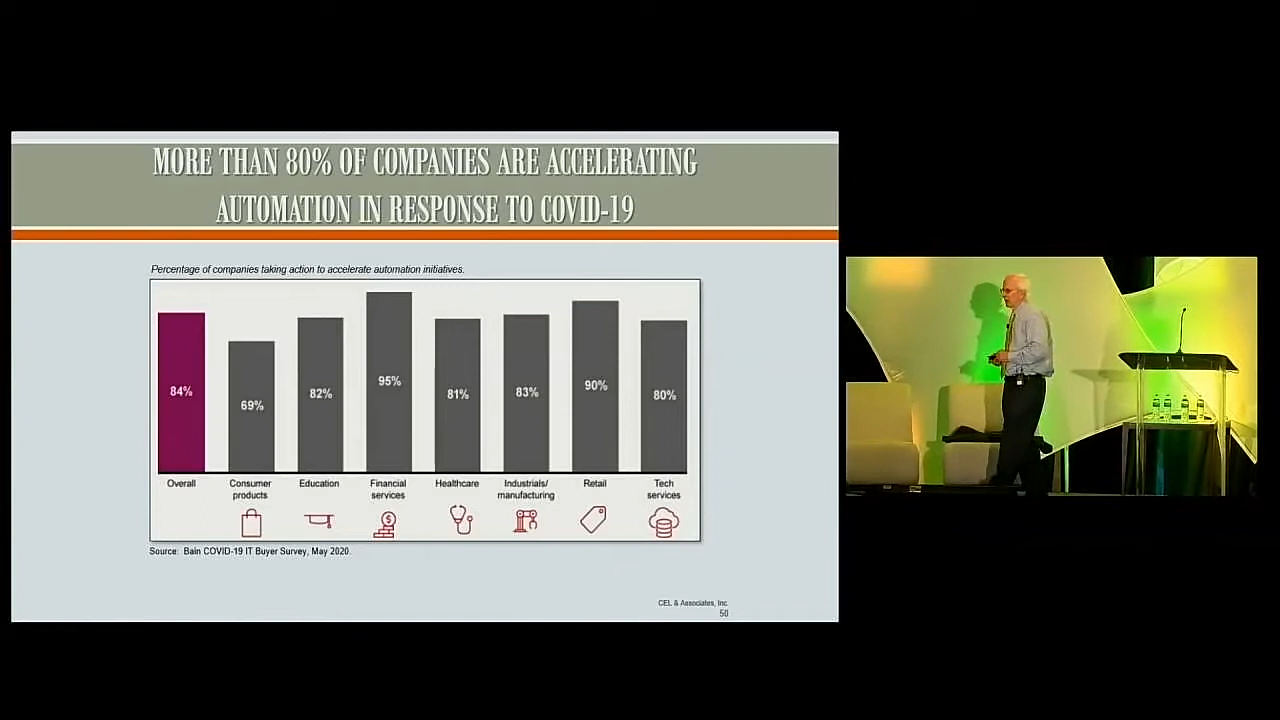 MORE THAN 80% OF COMPANIES ARE ACCELERATING
AUTOMATION IN RESPONSE TO COVID-19
Percentage of companies taking action to accelerate automation initiatives.
84%
69%
82%
95%
81%
83%
90%
80%
Overall
Consumer
products
Education
Financial
services
Healthcare
Industrials/
manufacturing
Retail
Tech
services
$
Source: Bain COVID-19 IT Buyer Survey, May 2020.
CEL & Associates, Inc.
50